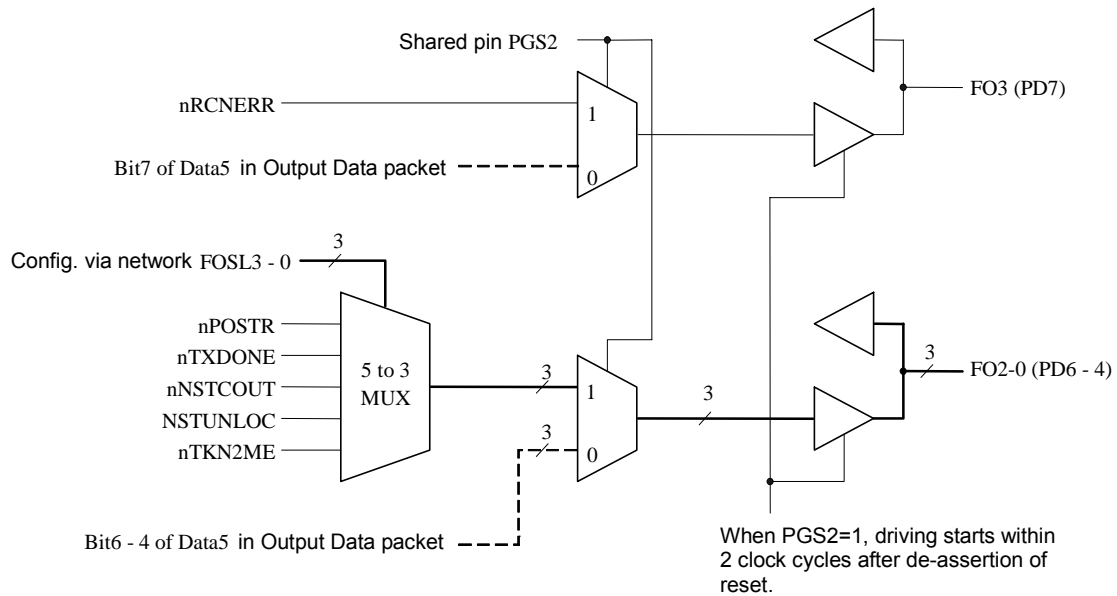 Shared pin PGS2
nRCNERR
1
FO3 (PD7)
Bit7 of Data5 in Output Data packet
0
3
Config. via network FOSL3 - 0
nPOSTR
nTXDONE
nNSTCOUT
NSTUNLOC
nTKN2ME
5 to 3
MUX
3
1
3
3
FO2-0 (PD6 - 4)
3
0
Bit6 - 4 of Data5 in Output Data packet
When PGS2=1, driving starts within
2 clock cycles after de-assertion of
reset.